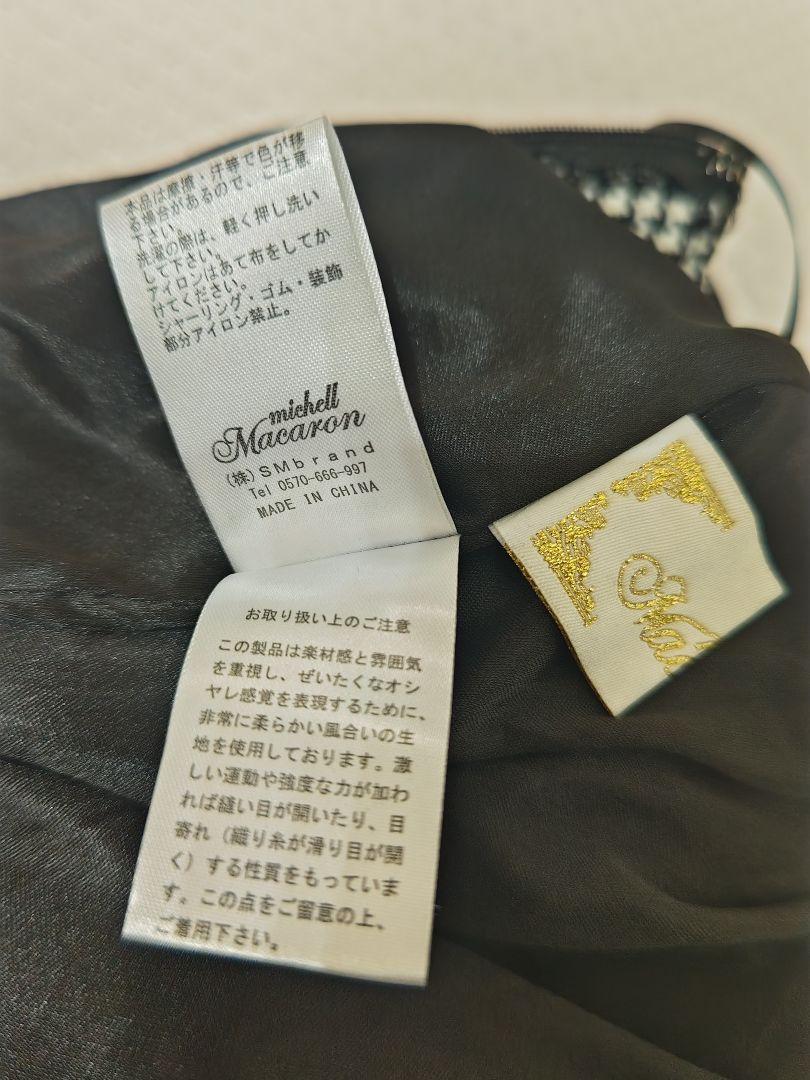 本品は摩擦・汗等で色が移
る場合があるので、ご注意
下さい。
洗濯の際は、軽く押し洗い
して下さい。
アイロンはあて布をしてか
けてください。
シャーリング・ゴム・装飾
部分アイロン禁止。
michell
Macaron
(株)SMbrand
Tel 0570-666-997
MADE IN CHINA
お取り扱い上のご注意
この製品は楽材感と雰囲気
を重視し、ぜいたくなオシ
ャレ感覚を表現するために、
非常に柔らかい風合いの生
地を使用しております。激
しい運動や強度な力が加わ
れば縫い目が開いたり、目
寄れ（織り糸が滑り目が開
く）する性質をもっていま
す。この点をご留意の上、
ご着用下さい。